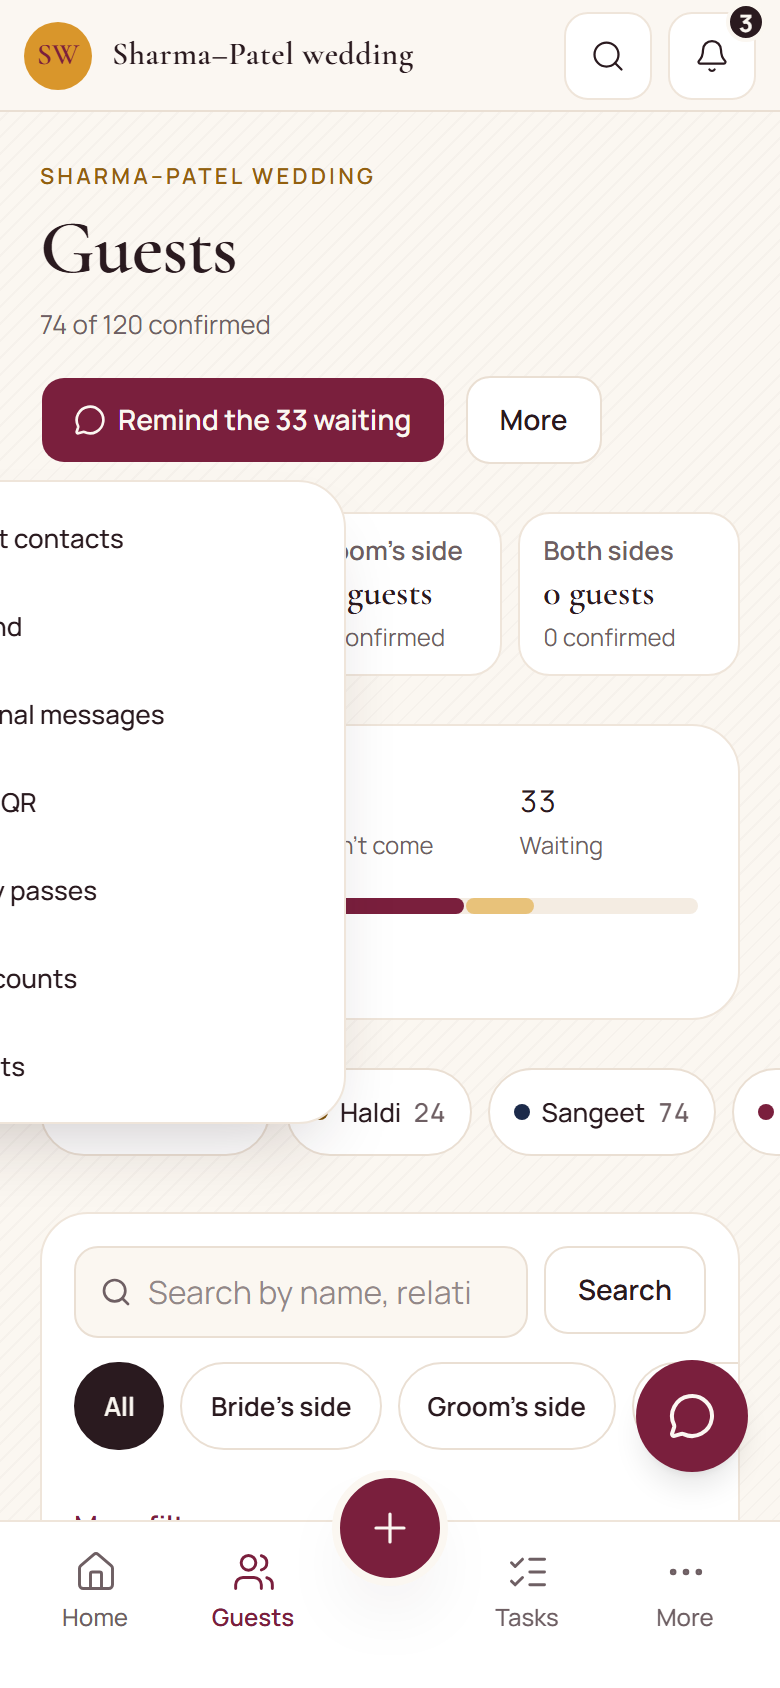 SW Sharma–Patel wedding 3
SHARMA–PATEL WEDDING
Guests
74 of 120 confirmed
Remind the 33 waiting More
t contacts
nd
nal messages
QR
y passes
counts
ts
oom's side
guests
onfirmed
Both sides
0 guests
0 confirmed
n't come
33
Waiting
Haldi 24 Sangeet 74
Search by name, relati Search
All Bride's side Groom's side
Home Guests Tasks More